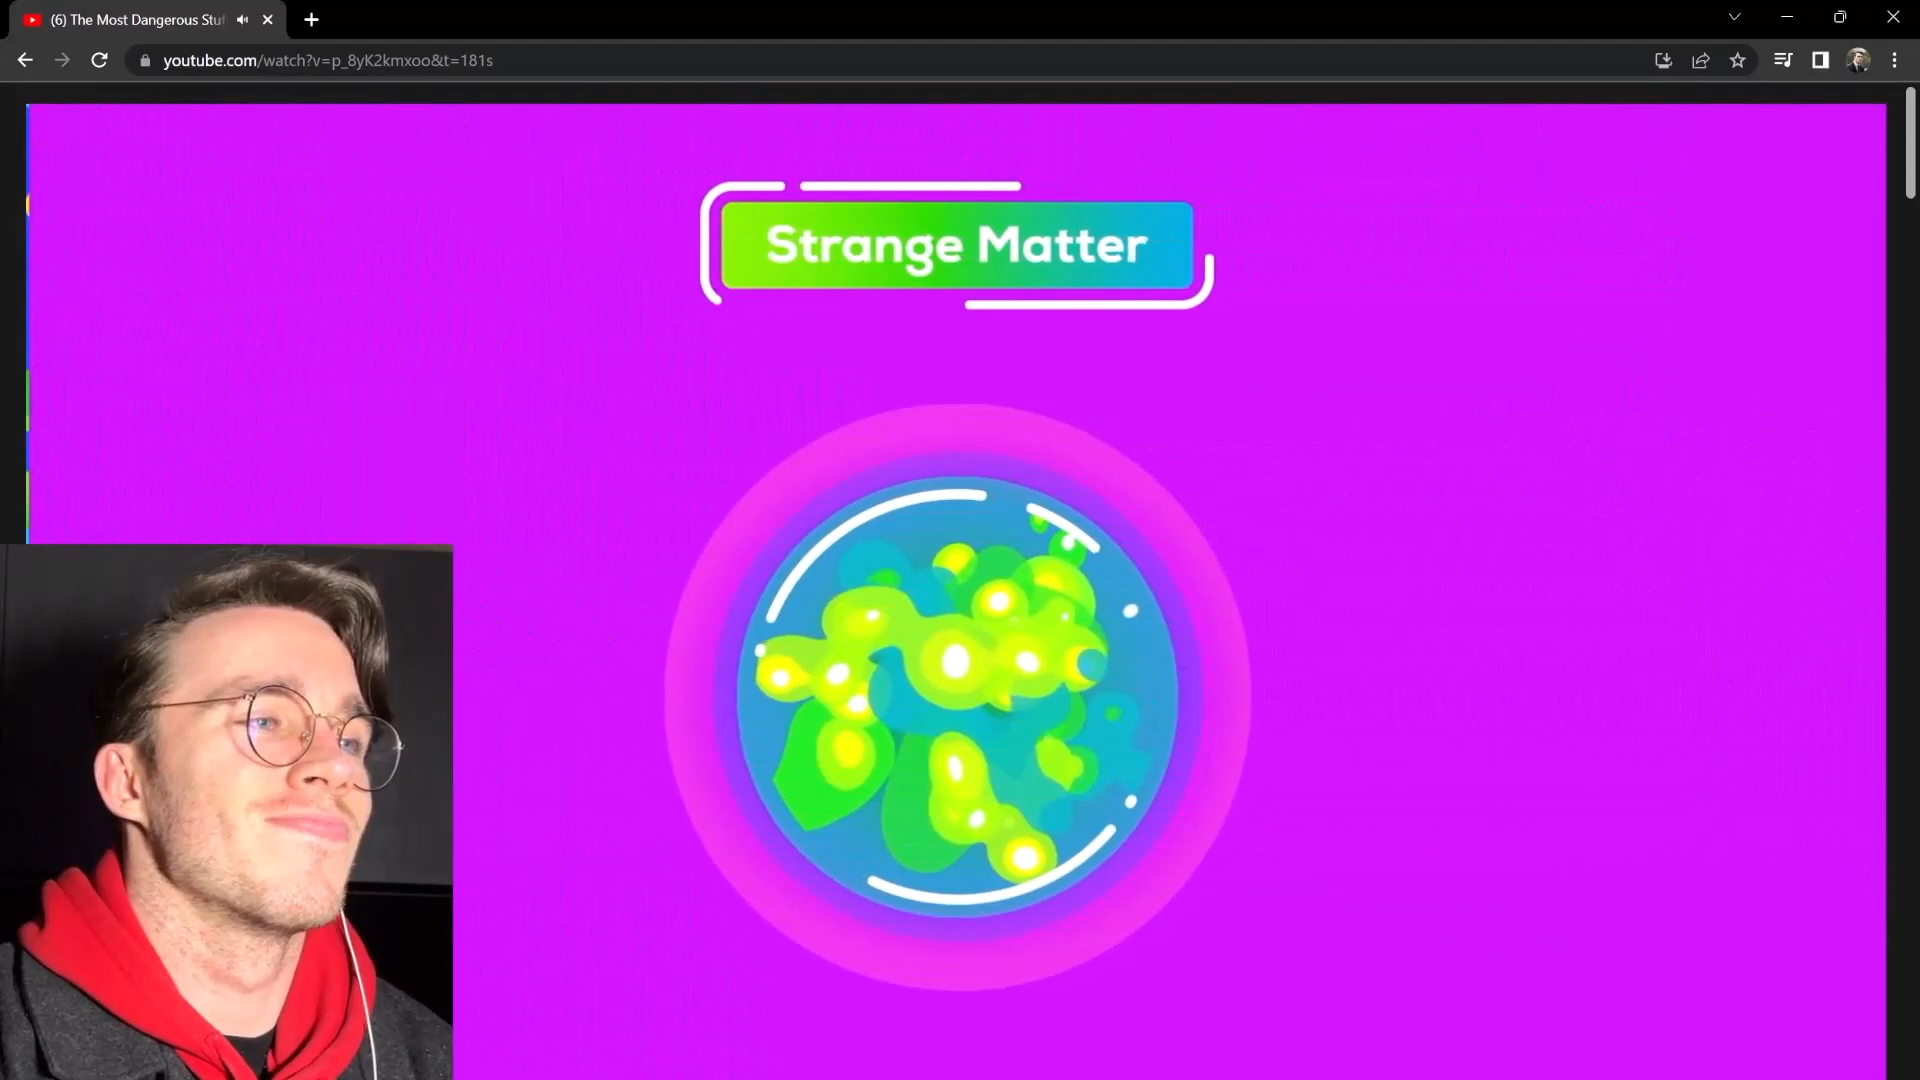 (6) The Most Dangerous Stuf
youtube.com/watch?v=p_8yK2kmxoo&t=181s
Strange Matter